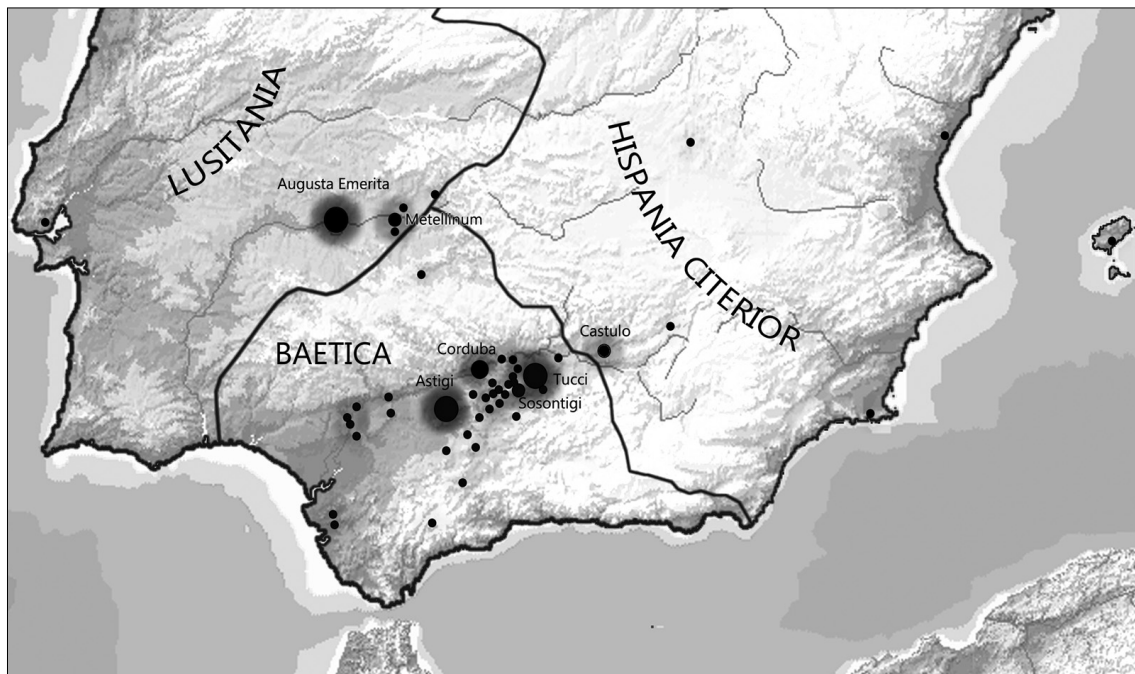 LUSITANIA
HISPANIA CITERIOR
Augusta Emerita
Metellinum
BAETICA
Castulo
Corduba
Astigi
Tucci
Sosontigi